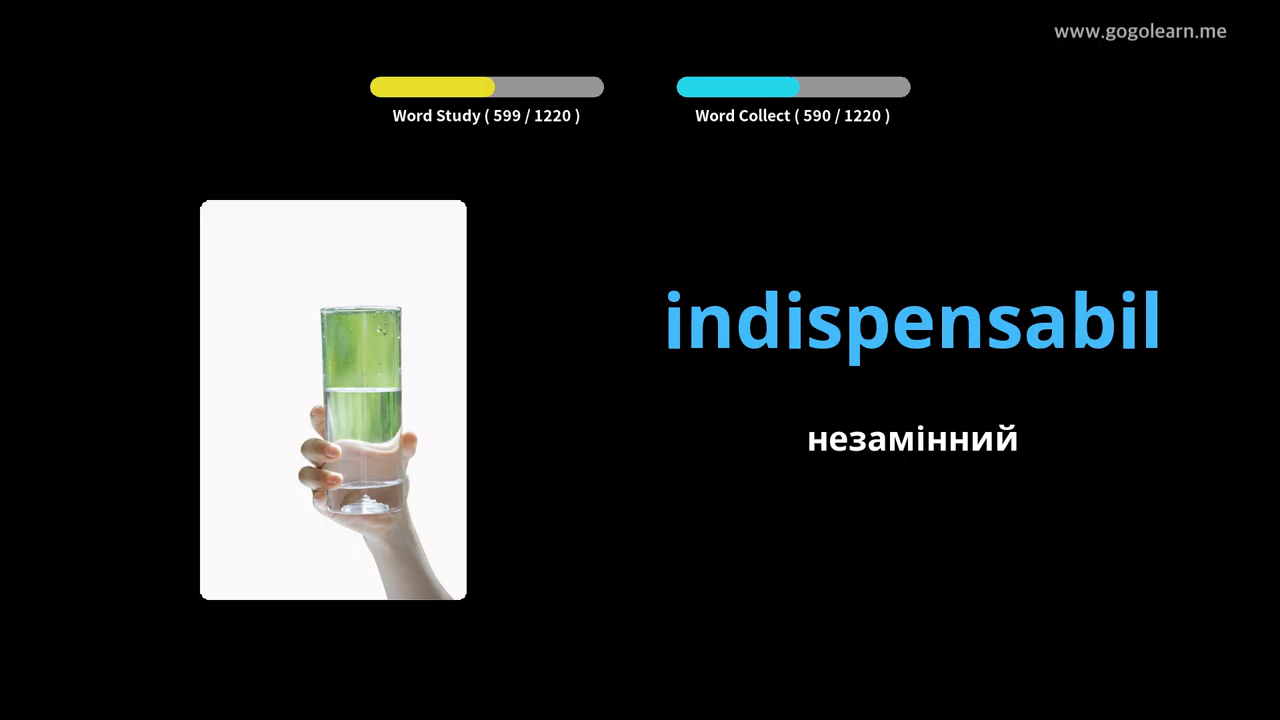 www.gogolearn.me
Word Study ( 599 / 1220 )
Word Collect ( 590 / 1220 )
indispensabil
незамінний